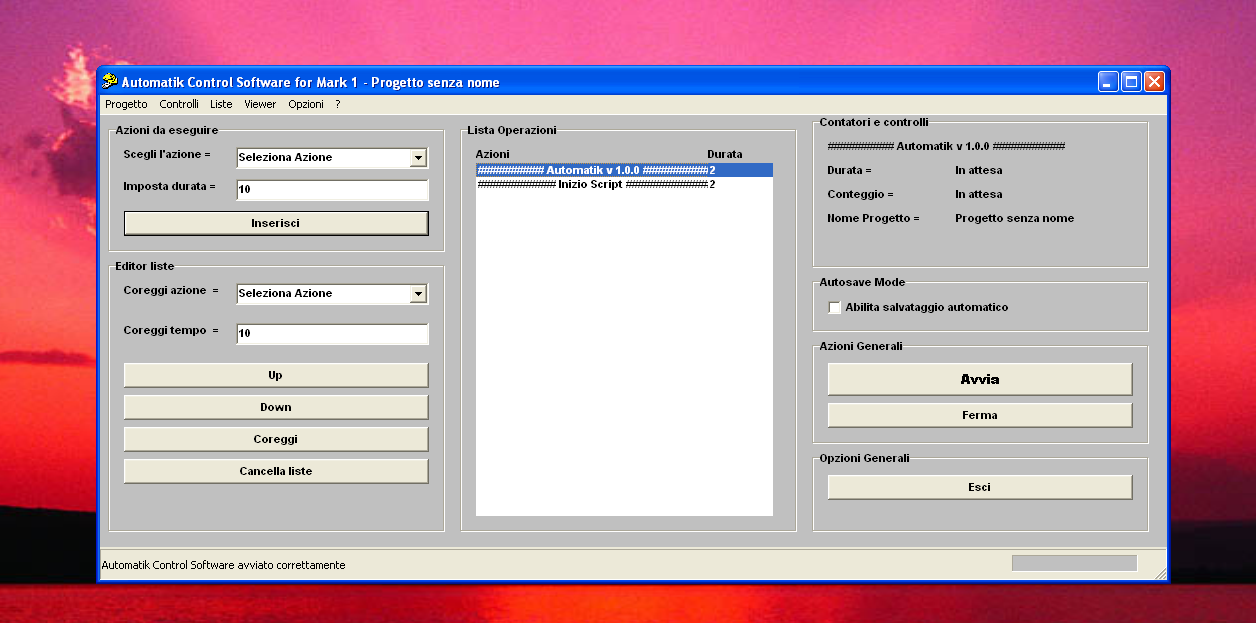 Automatik Control Software for Mark 1 - Progetto senza nome
Progetto Controlli Liste Viewer Opzioni ?
Azioni da eseguire
Scegli l'azione = Seleziona Azione
Imposta durata = 10
Inserisci
Editor liste
Coreggi azione = Seleziona Azione
Coreggi tempo = 10
Up
Down
Coreggi
Cancella liste
Lista Operazioni
Azioni Durata
########### Automatik v 1.0.0 ########### 2
############# Inizio Script ############## 2
Contatori e controlli
########### Automatik v 1.0.0 ############
Durata = In attesa
Conteggio = In attesa
Nome Progetto = Progetto senza nome
Autosave Mode
Abilita salvataggio automatico
Azioni Generali
Avvia
Ferma
Opzioni Generali
Esci
Automatik Control Software avviato correttamente